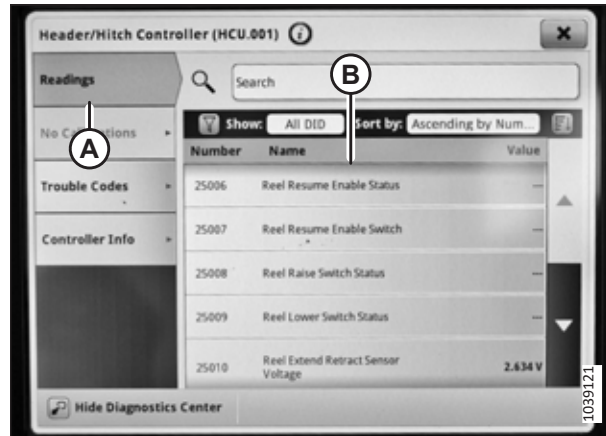 Header/Hitch Controller (HCU.001)
Readings
Search
B
Show: All DID Sort by: Ascending by Num...
No
A
Number Name Value
Trouble Codes
25006 Reel Resume Enable Status ---
25007 Reel Resume Enable Switch ---
Controller Info
25008 Reel Raise Switch Status ---
25009 Reel Lower Switch Status ---
25010 Reel Extend Retract Sensor
Voltage 2.634 V
Hide Diagnostics Center
1039121